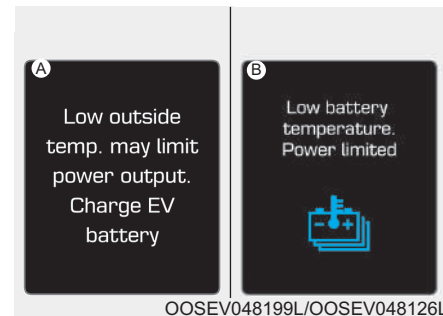 A
Low outside
temp. may limit
power output.
Charge EV
battery
B
Low battery
temperature.
Power limited
OOSEV048199L/OOSEV048126L